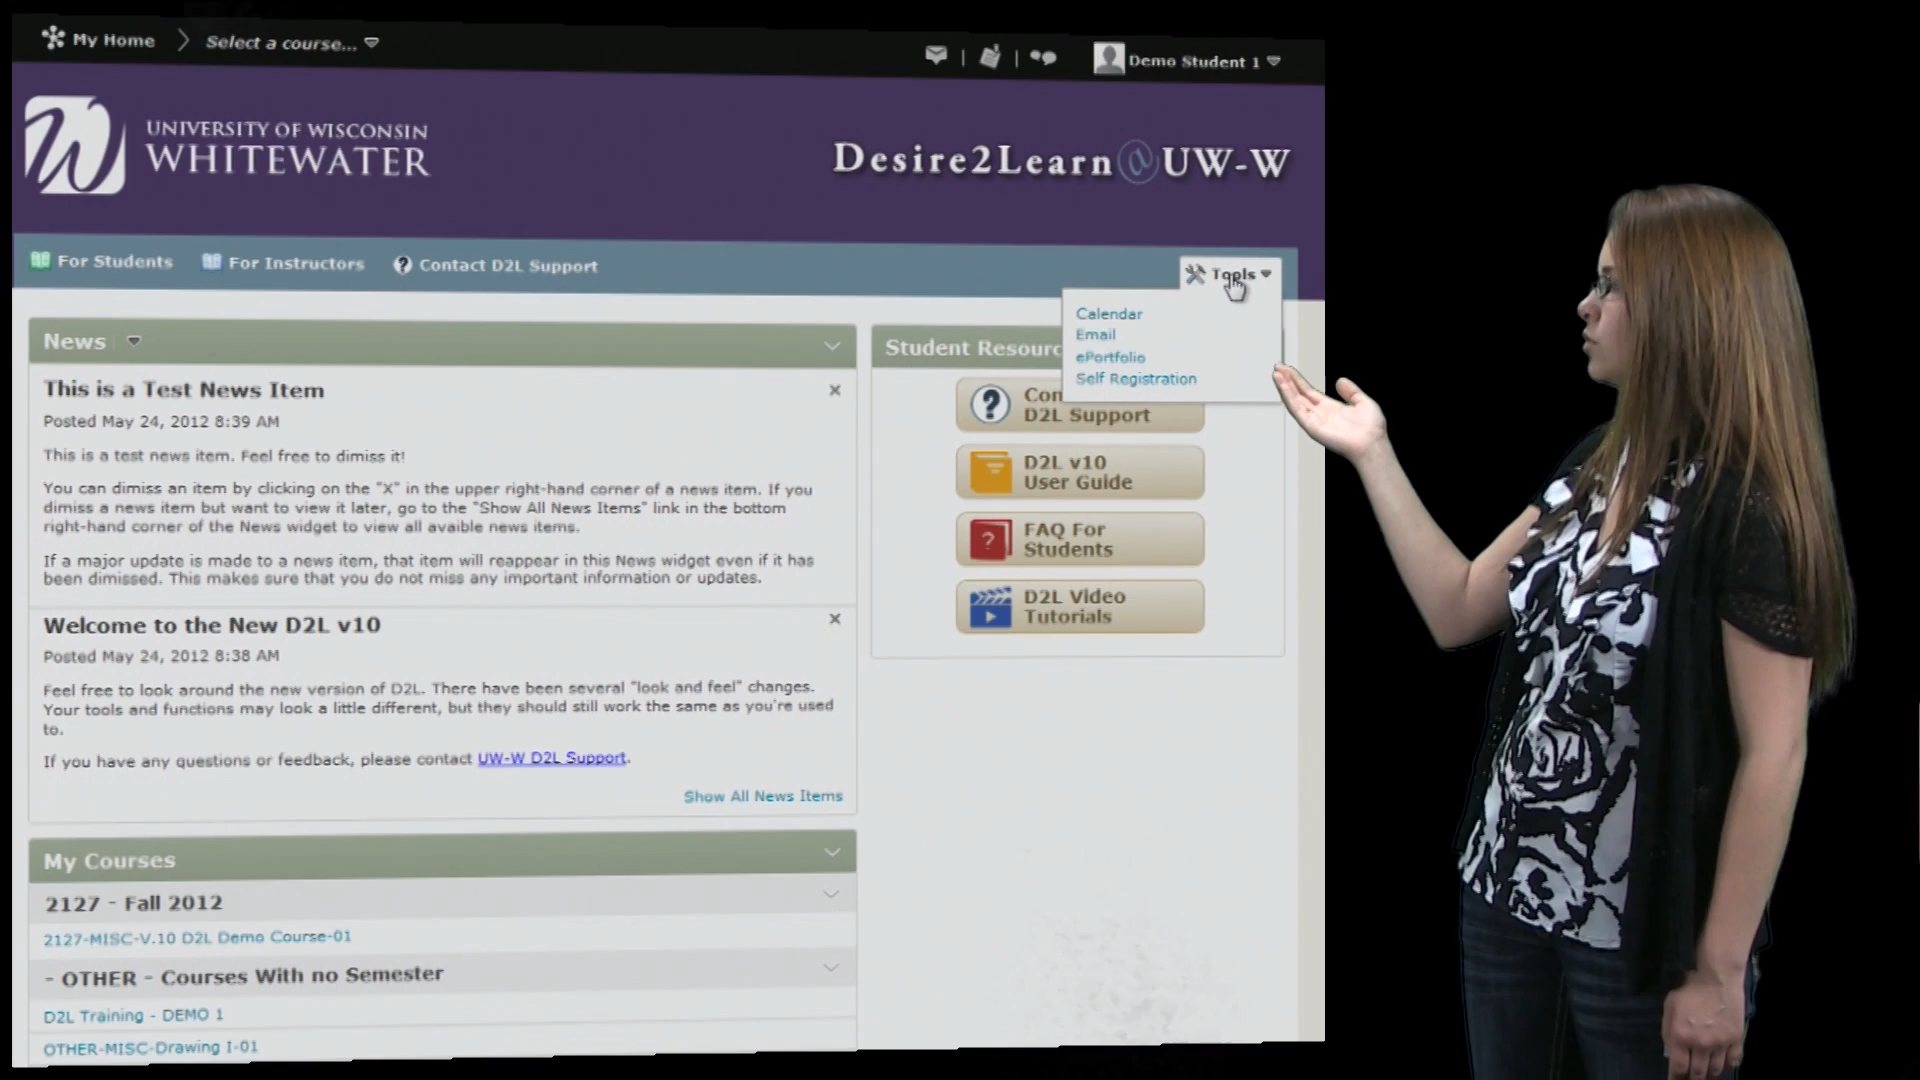 My Home
Select a course...
Demo Student 1
UNIVERSITY OF WISCONSIN
WHITEWATER
Desire2Learn@UW-W
For Students
For Instructors
Contact D2L Support
Tools
Calendar
Email
ePortfolio
Self Registration
News
This is a Test News Item
Posted May 24, 2012 8:39 AM
This is a test news item. Feel free to dimiss it!
You can dimiss an item by clicking on the "X" in the upper right-hand corner of a news item. If you
dimiss a news item but want to view it later, go to the "Show All News Items" link in the bottom
right-hand corner of the News widget to view all avaible news items.
If a major update is made to a news item, that item will reappear in this News widget even if it has
been dimissed. This makes sure that you do not miss any important information or updates.
Welcome to the New D2L v10
Posted May 24, 2012 8:38 AM
Feel free to look around the new version of D2L. There have been several "look and feel" changes.
Your tools and functions may look a little different, but they should still work the same as you're used
to.
If you have any questions or feedback, please contact UW-W D2L Support.
Show All News Items
My Courses
2127 - Fall 2012
2127-MISC-V.10 D2L Demo Course-01
- OTHER - Courses With no Semester
D2L Training - DEMO 1
OTHER-MISC-Drawing I-01
Student
D2L Support
D2L v10
User Guide
FAQ For
Students
D2L Video
Tutorials